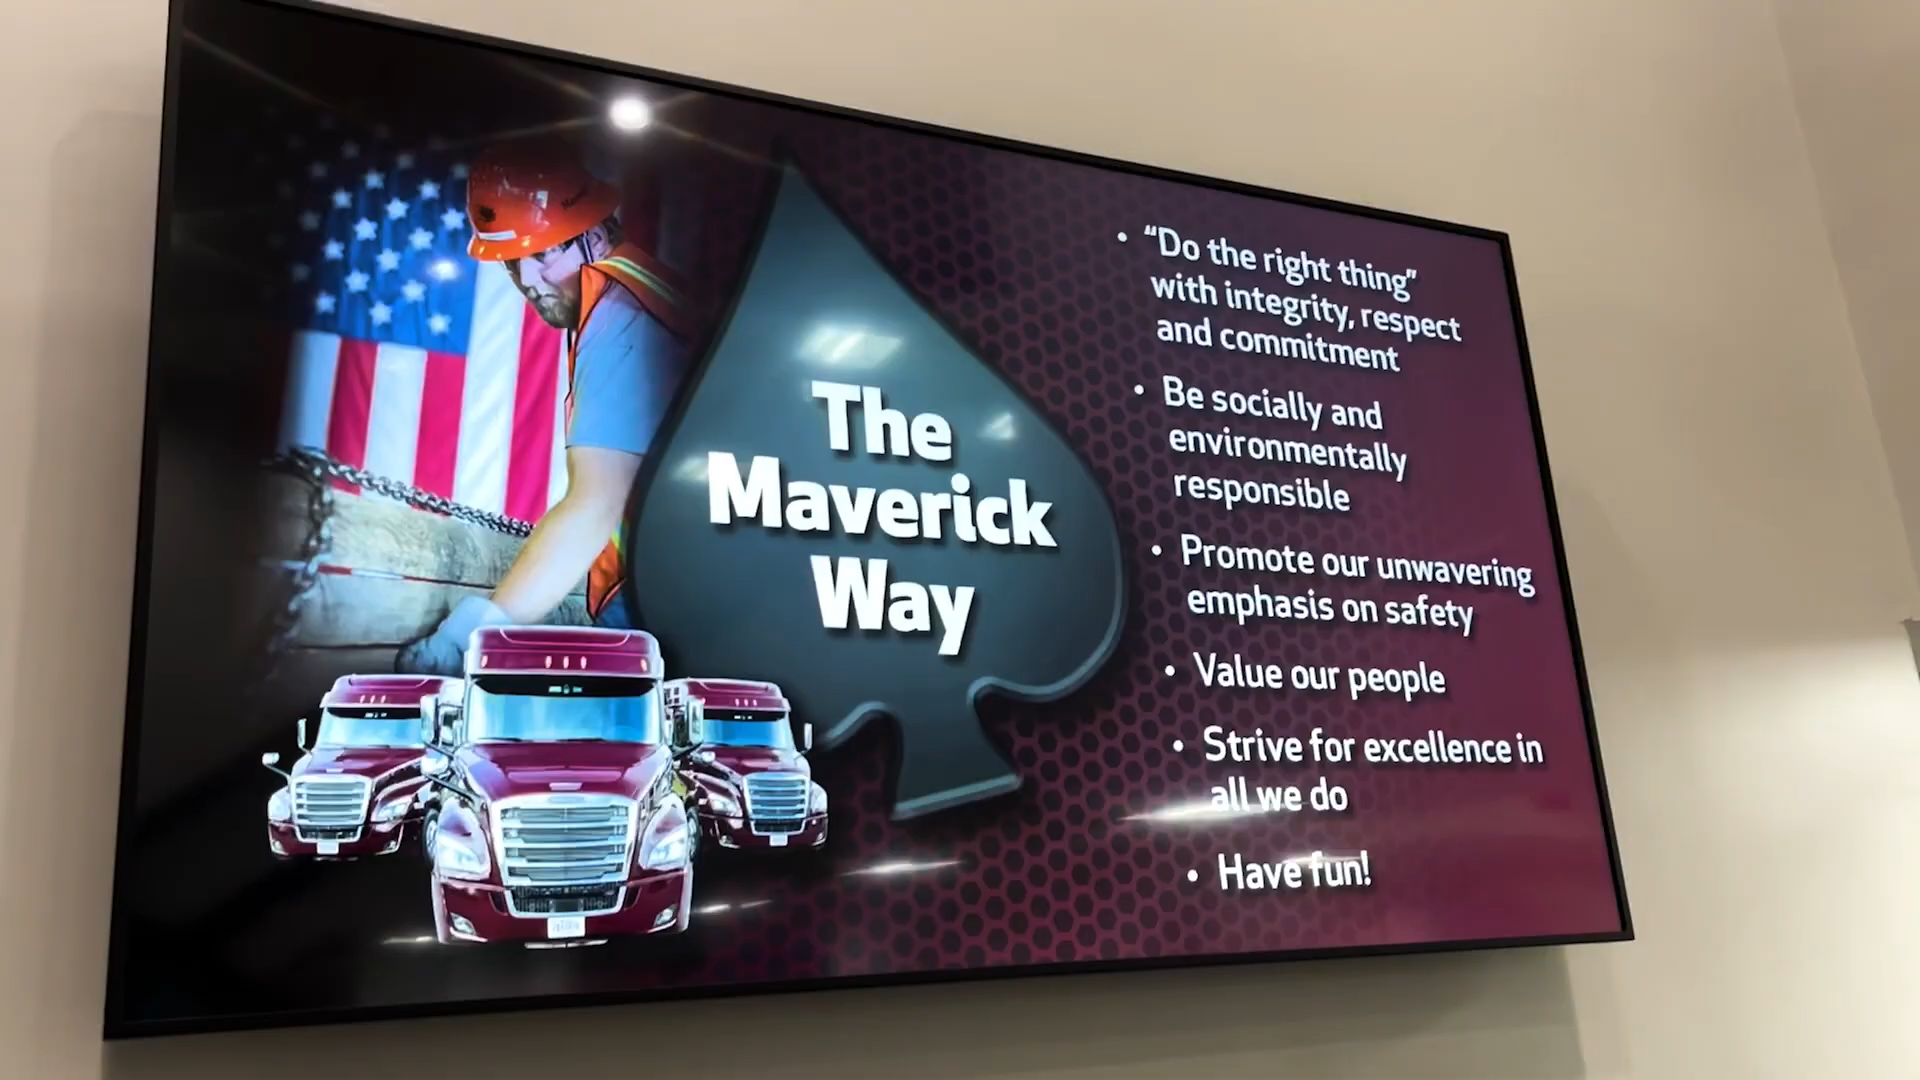 The
Maverick
Way
• “Do the right thing”
with integrity, respect
and commitment
• Be socially and
environmentally
responsible
• Promote our unwavering
emphasis on safety
• Value our people
• Strive for excellence in
all we do
• Have fun!